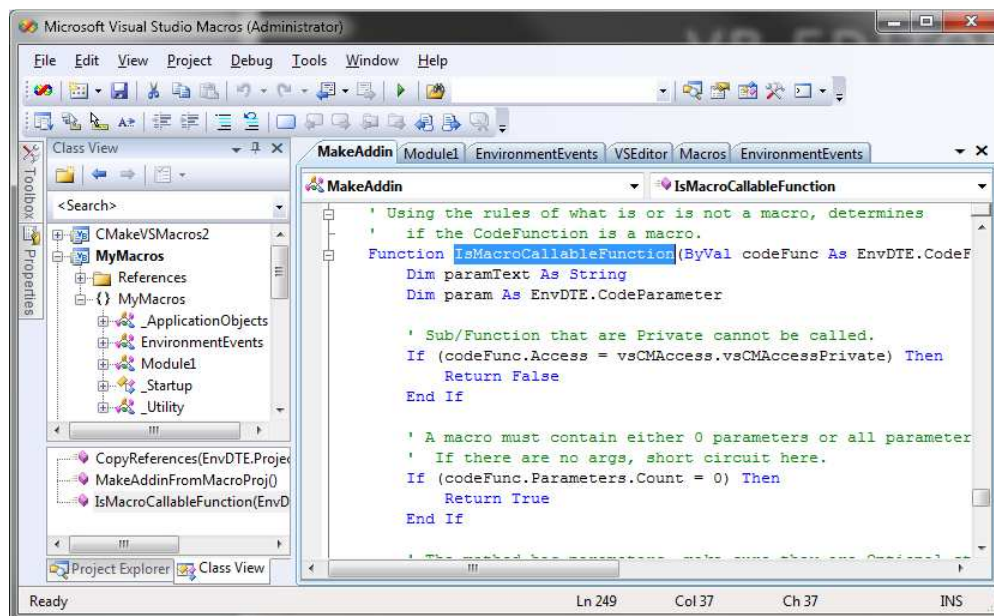 Microsoft Visual Studio Macros (Administrator)
File Edit View Project Debug Tools Window Help
Class View
Toolbox
Properties
<Search>
CMakeVSMacros2
MyMacros
References
{} MyMacros
_ApplicationObjects
EnvironmentEvents
Module1
_Startup
_Utility
CopyReferences(EnvDTE.Projec
MakeAddinFromMacroProj()
IsMacroCallableFunction(EnvD
Project Explorer Class View
MakeAddin Module1 EnvironmentEvents VSEditor Macros EnvironmentEvents
MakeAddin IsMacroCallableFunction
' Using the rules of what is or is not a macro, determines
' if the CodeFunction is a macro.
Function IsMacroCallableFunction(ByVal codeFunc As EnvDTE.CodeF
Dim paramText As String
Dim param As EnvDTE.CodeParameter
' Sub/Function that are Private cannot be called.
If (codeFunc.Access = vsCMAccess.vsCMAccessPrivate) Then
Return False
End If
' A macro must contain either 0 parameters or all parameter
' If there are no args, short circuit here.
If (codeFunc.Parameters.Count = 0) Then
Return True
End If
Ready Ln 249 Col 37 Ch 37 INS